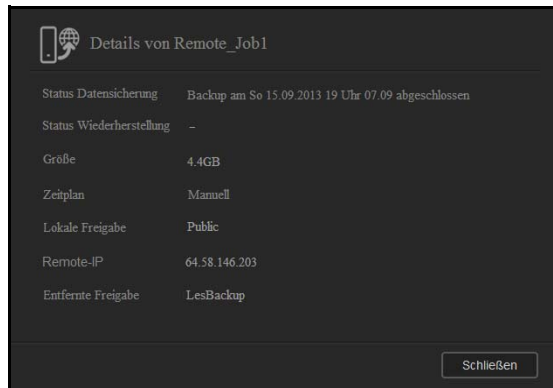 Details von Remote_Job1
Status Datensicherung Backup am So 15.09.2013 19 Uhr 07.09 abgeschlossen
Status Wiederherstellung –
Größe 4.4GB
Zeitplan Manuell
Lokale Freigabe Public
Remote-IP 64.58.146.203
Entfernte Freigabe LesBackup
Schließen